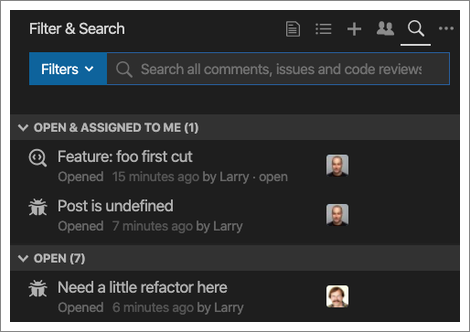 Filter & Search
Filters
Search all comments, issues and code reviews
OPEN & ASSIGNED TO ME (1)
Feature: foo first cut
Opened 15 minutes ago by Larry · open
Post is undefined
Opened 7 minutes ago by Larry
OPEN (7)
Need a little refactor here
Opened 6 minutes ago by Larry